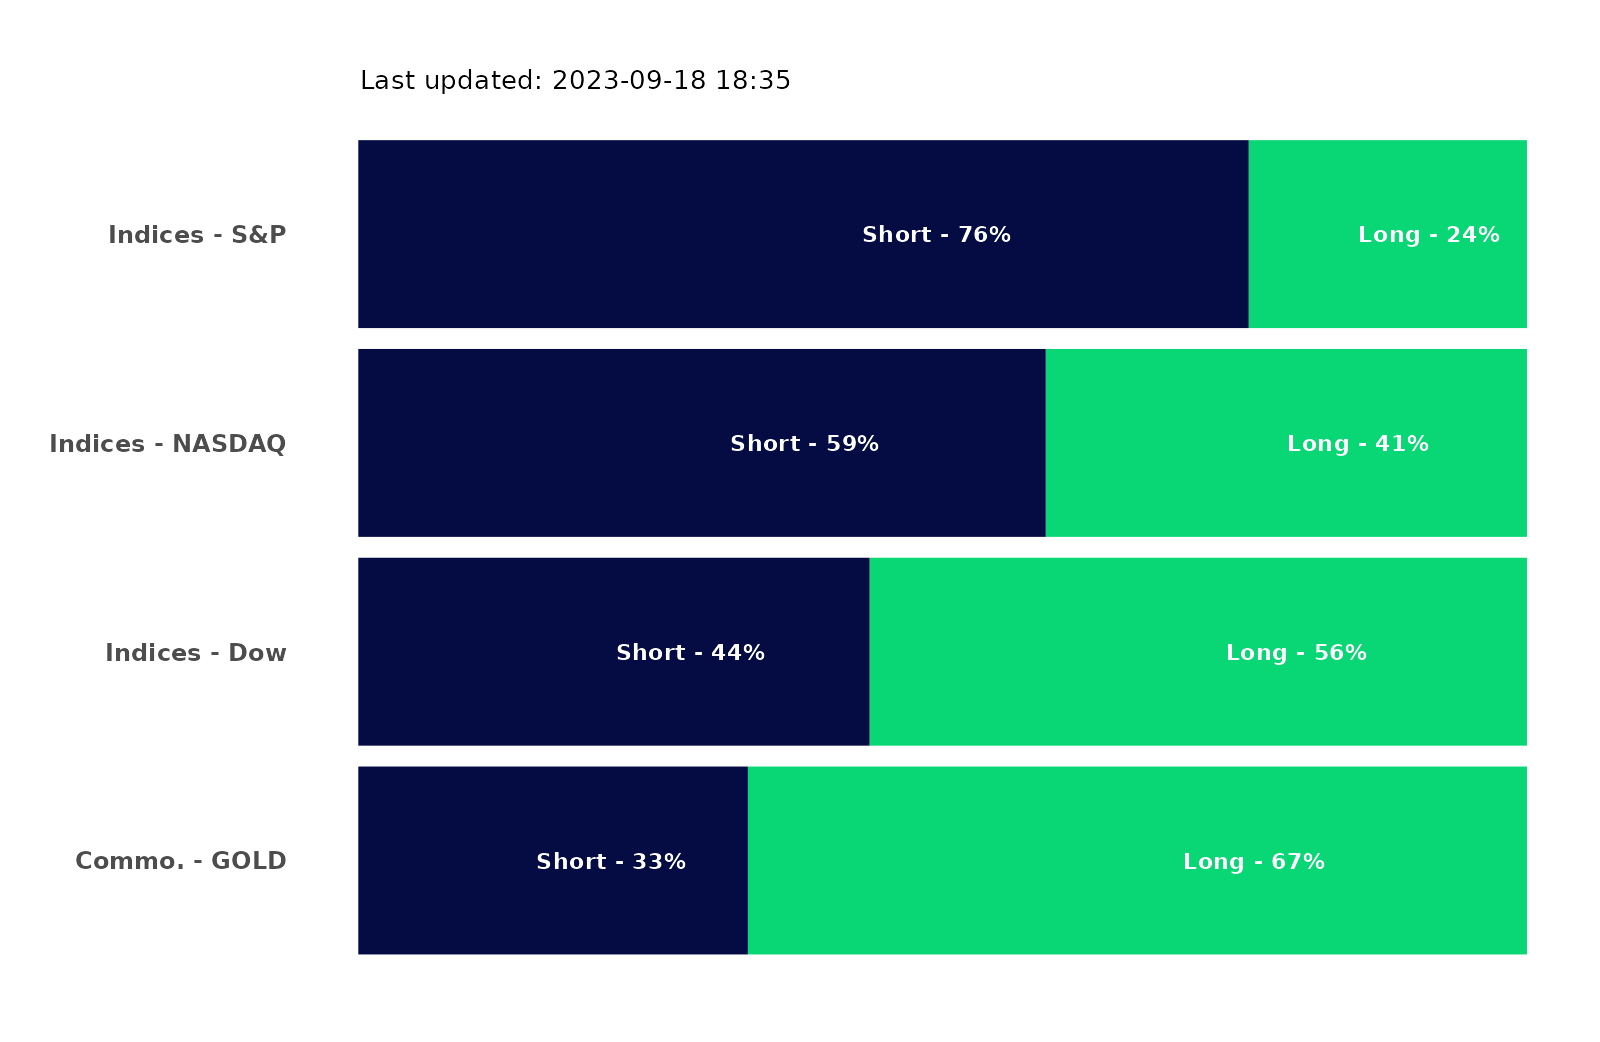 Last updated: 2023-09-18 18:35
Indices - S&P Short - 76% Long - 24%
Indices - NASDAQ Short - 59% Long - 41%
Indices - Dow Short - 44% Long - 56%
Commo. - GOLD Short - 33% Long - 67%